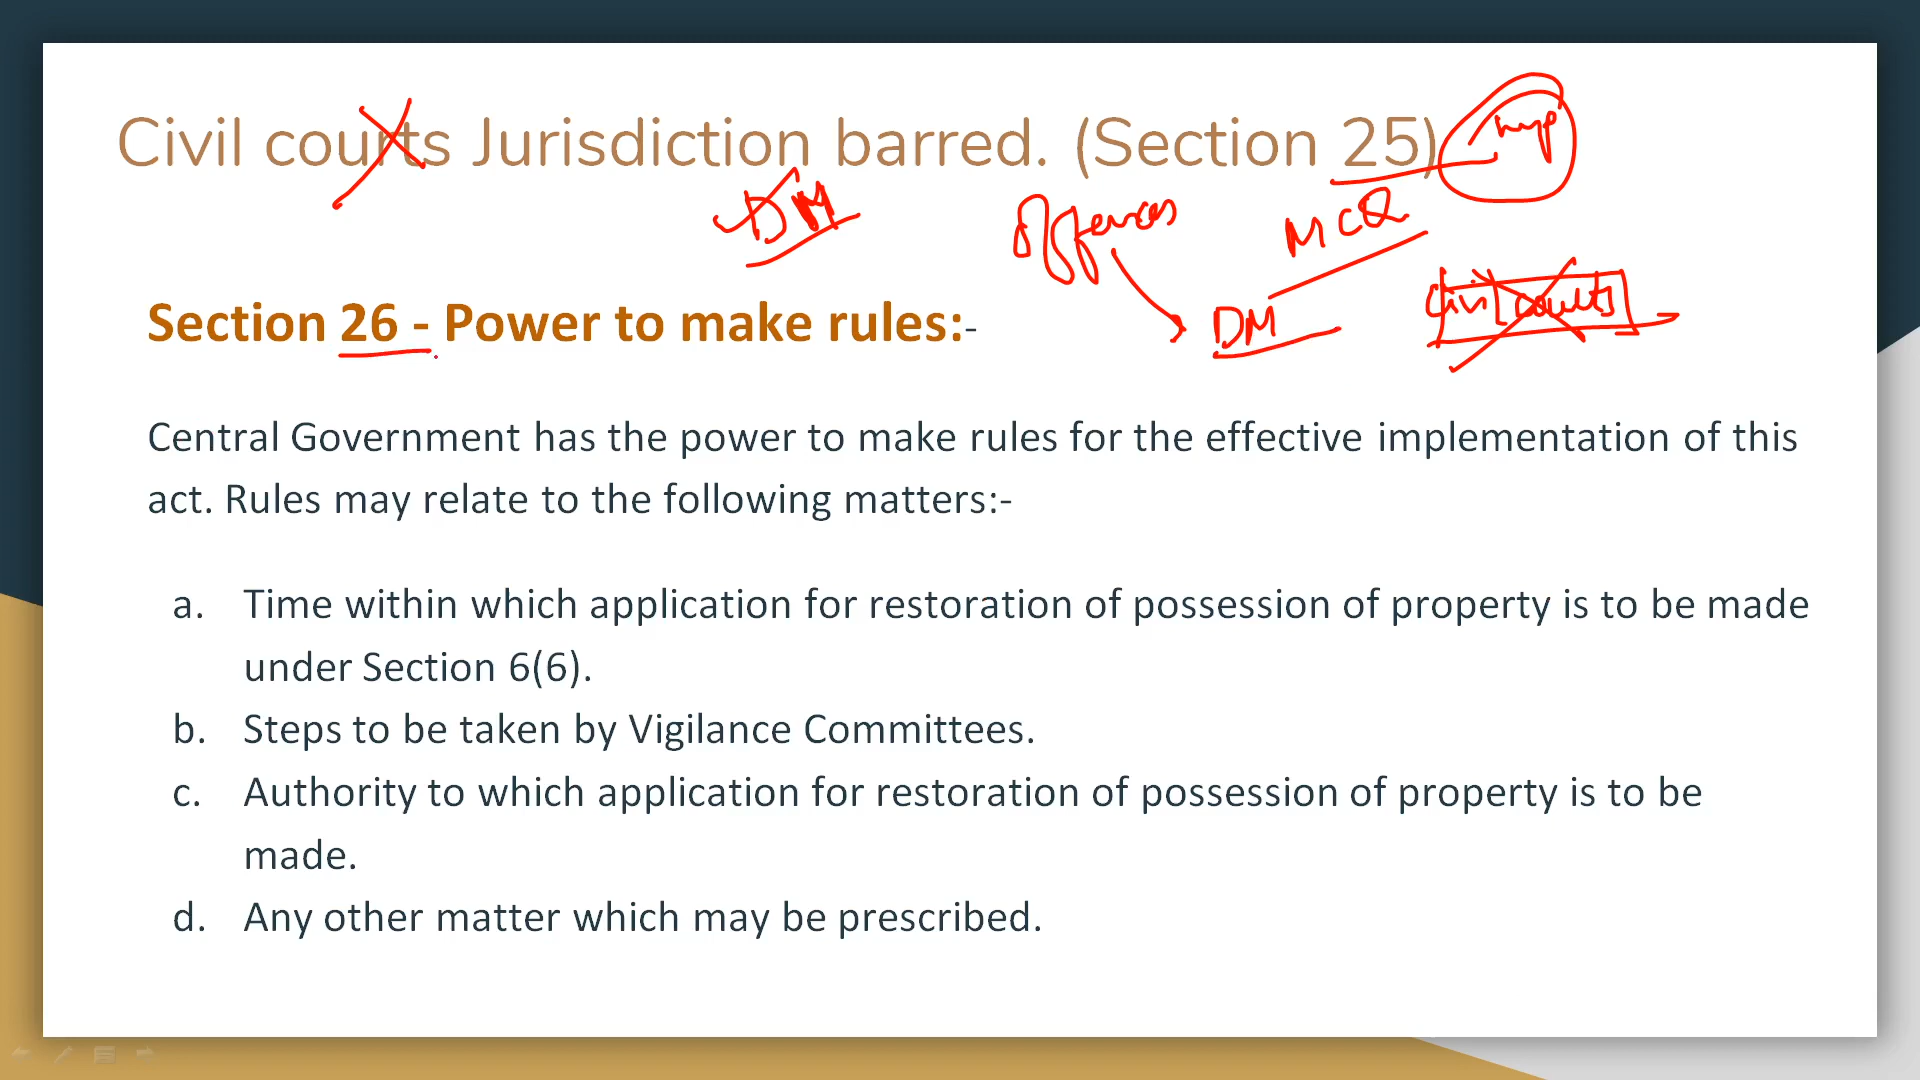 Civil courts Jurisdiction barred. (Section 25) imp
DM offences MCQ
DM Civil courts
Section 26 - Power to make rules:-
Central Government has the power to make rules for the effective implementation of this
act. Rules may relate to the following matters:-
a. Time within which application for restoration of possession of property is to be made
under Section 6(6).
b. Steps to be taken by Vigilance Committees.
c. Authority to which application for restoration of possession of property is to be
made.
d. Any other matter which may be prescribed.